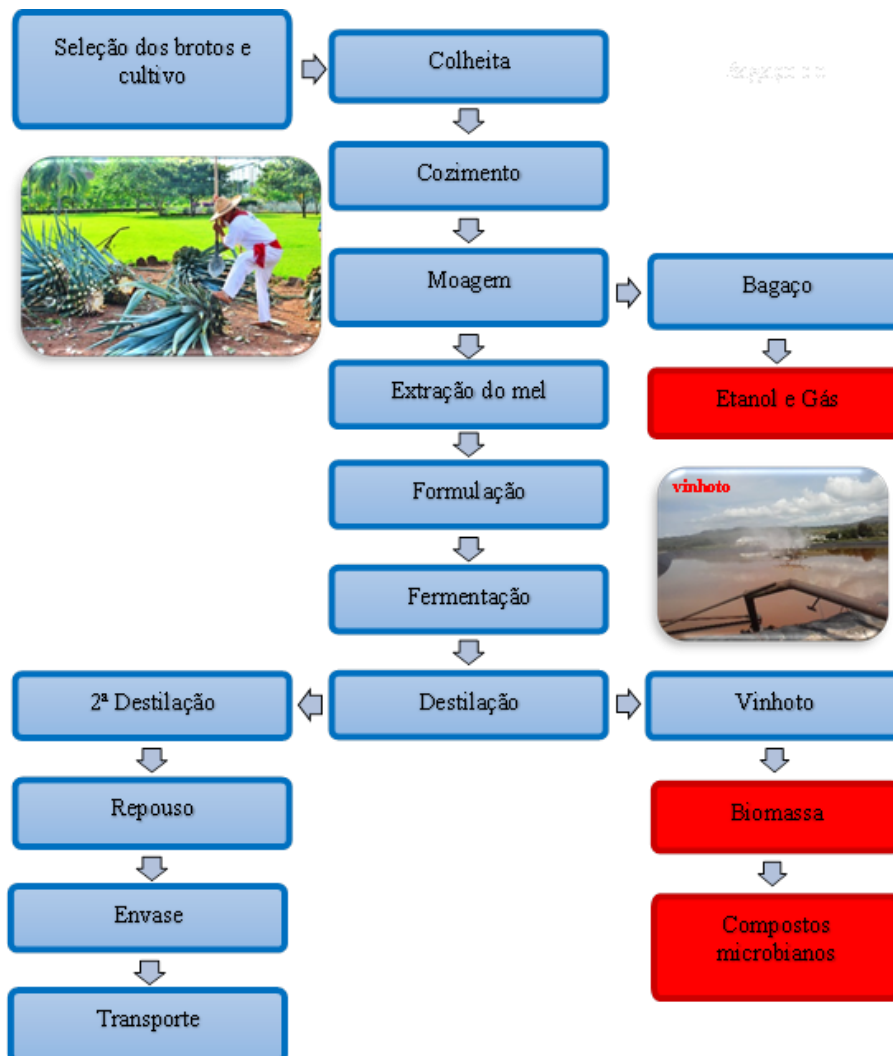 Seleção dos brotos e
cultivo
Colheita
Cozimento
Moagem
Bagaço
Extração do mel
Etanol e Gás
Formulação
vinhoto
Fermentação
2ª Destilação
Destilação
Vinhoto
Repouso
Biomassa
Envase
Compostos
microbianos
Transporte